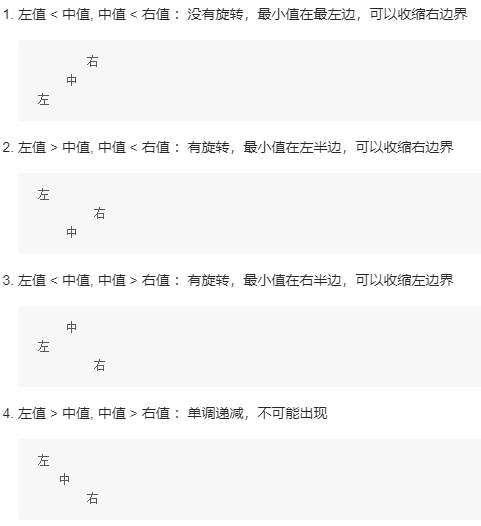 1. 左值 < 中值, 中值 < 右值 ：没有旋转，最小值在最左边，可以收缩右边界
右
中
左
2. 左值 > 中值, 中值 < 右值 ：有旋转，最小值在左半边，可以收缩右边界
左
右
中
3. 左值 < 中值, 中值 > 右值 ：有旋转，最小值在右半边，可以收缩左边界
中
左
右
4. 左值 > 中值, 中值 > 右值 ：单调递减，不可能出现
左
中
右